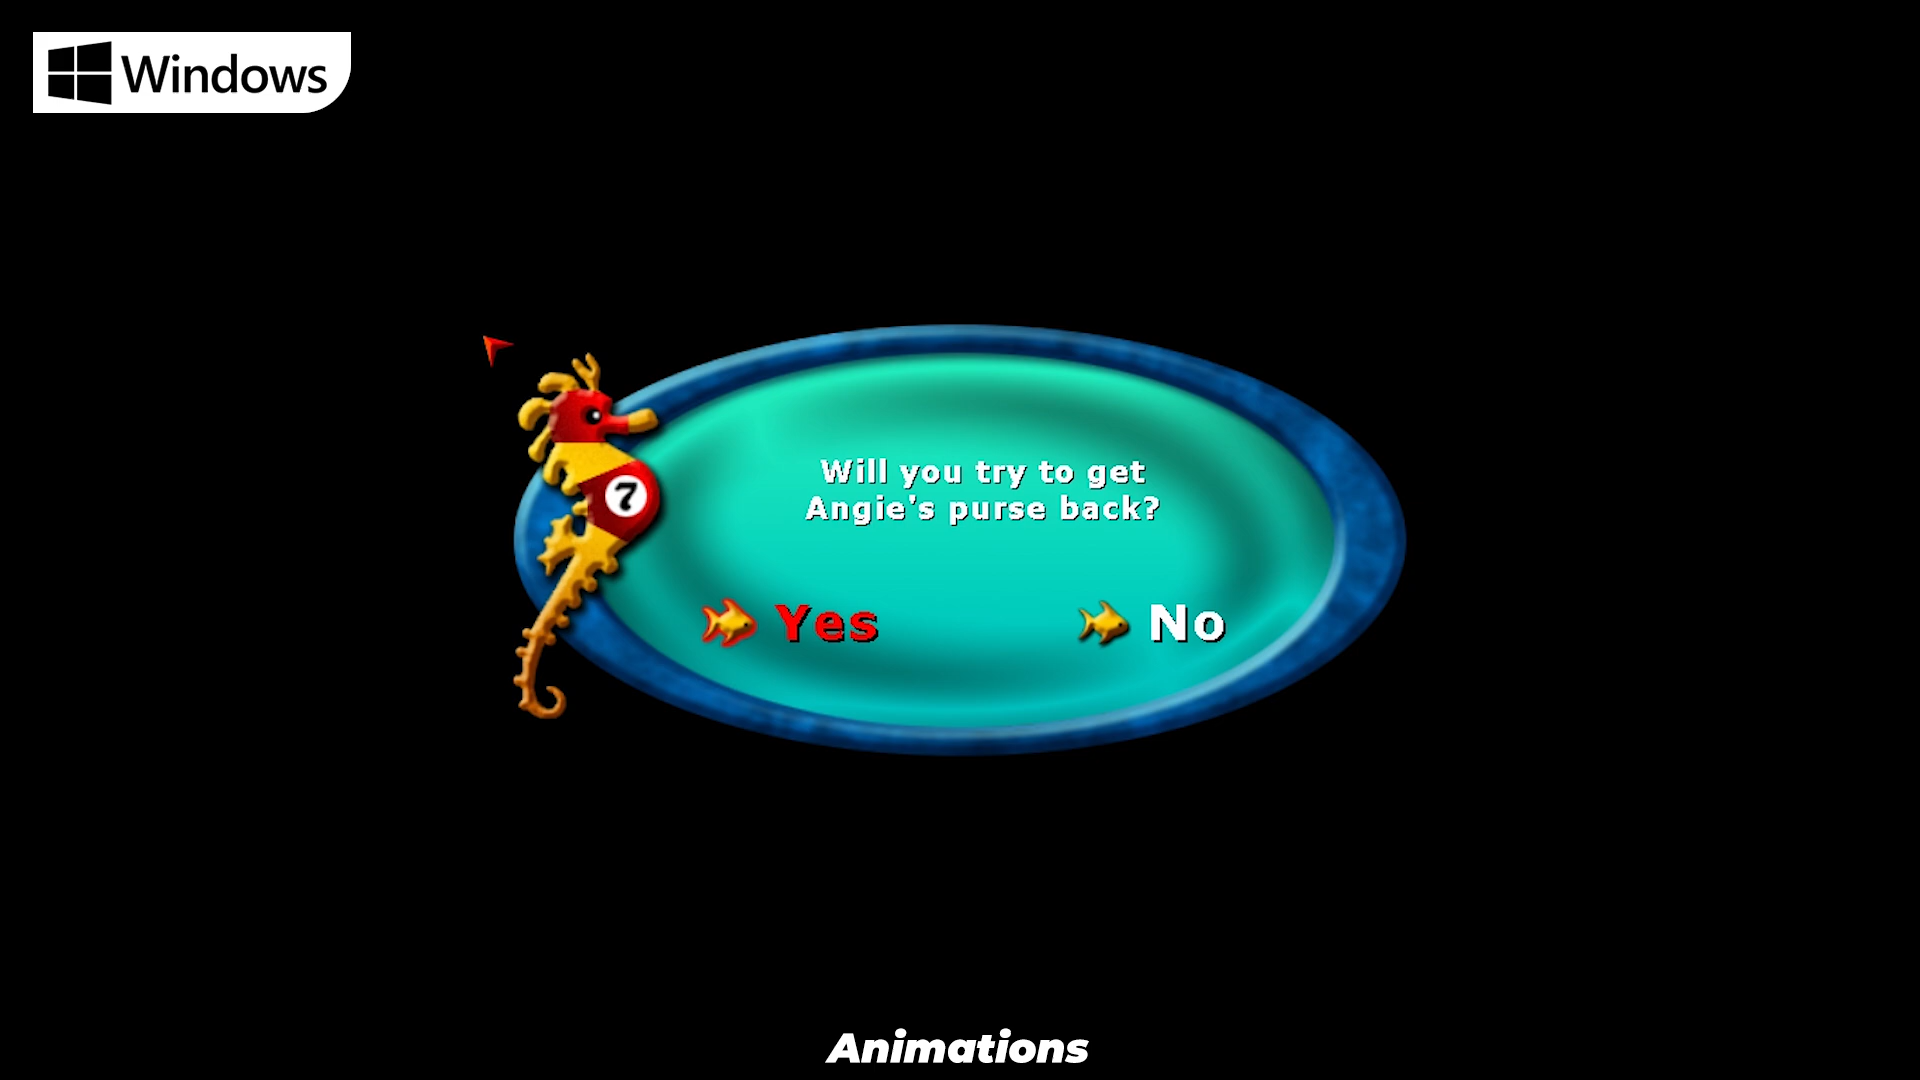 Windows
Will you try to get
Angie's purse back?
7
Yes
No
Animations